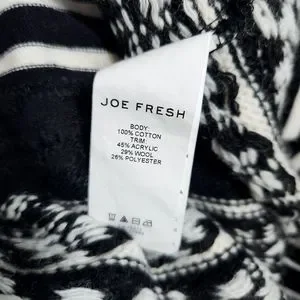 JOE FRESH
BODY:
100% COTTON
TRIM:
45% ACRYLIC
29% WOOL
26% POLYESTER